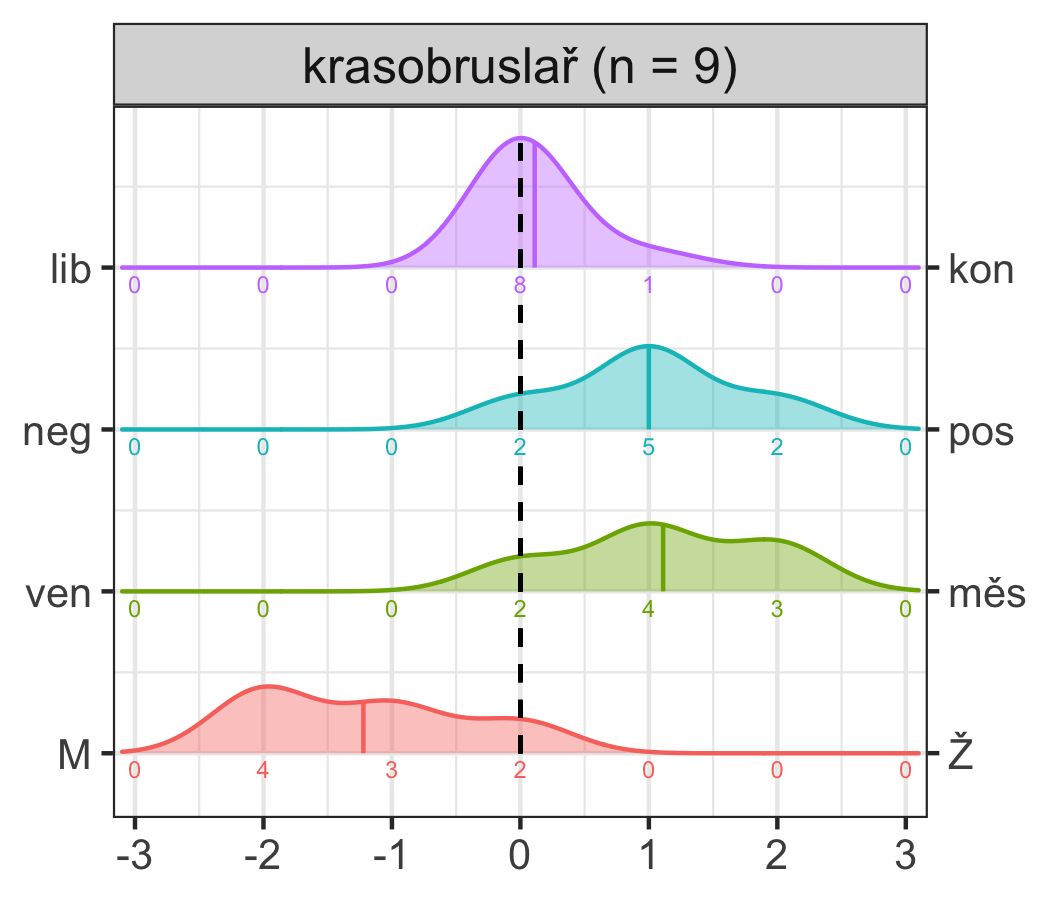 krasobruslař (n = 9)
lib kon
0 0 0 8 1 0 0
neg pos
0 0 0 2 5 2 0
ven měs
0 0 0 2 4 3 0
M Ž
0 4 3 2 0 0 0
-3 -2 -1 0 1 2 3